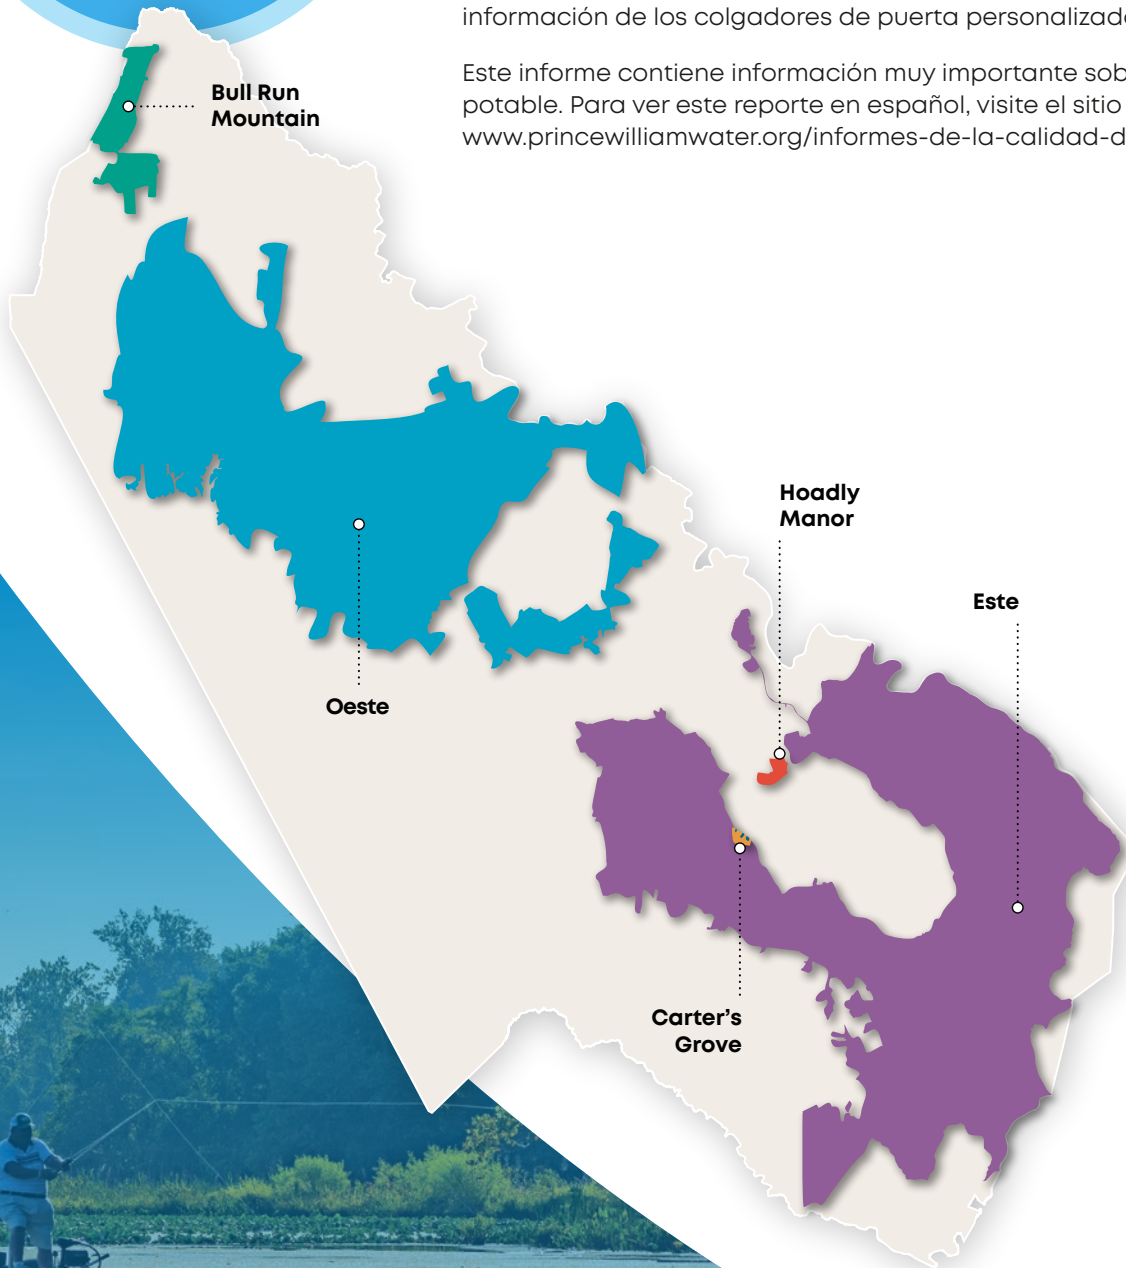 información de los colgadores de puerta
Este informe contiene información muy importante
potable. Para ver este reporte en español, visite el sitio
www.princewilliamwater.org/informes-de-la-calidad-d
Bull Run
Mountain
Hoadly
Manor
Este
Oeste
Carter's
Grove